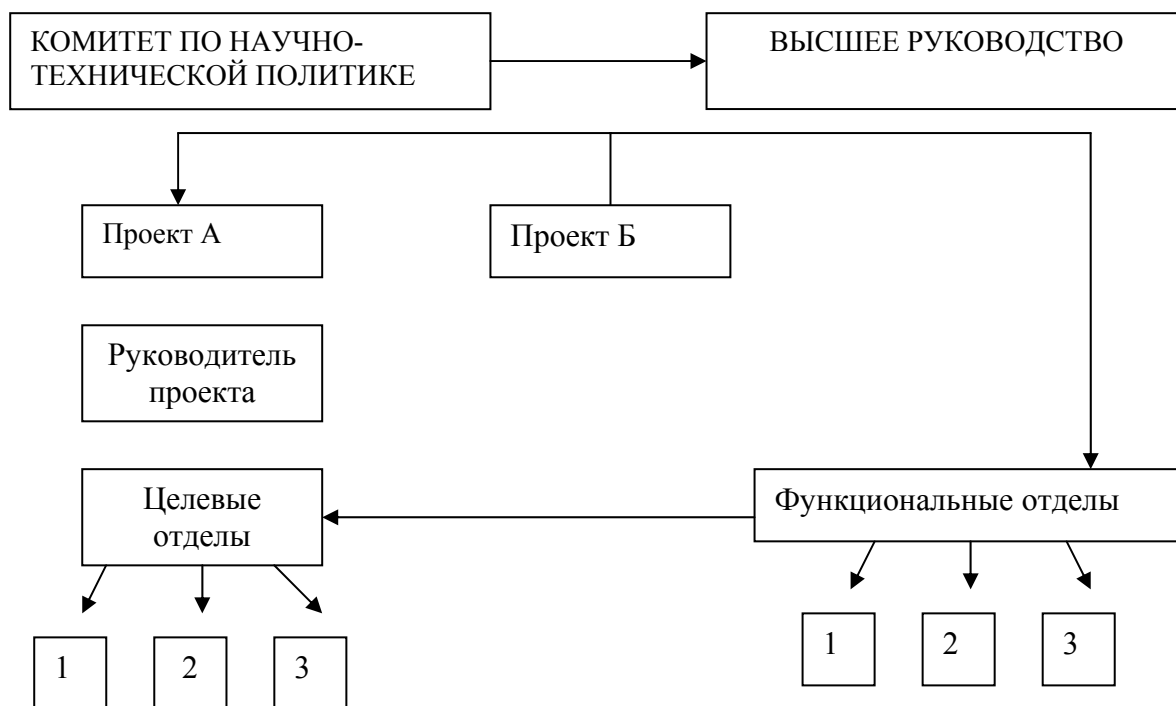 КОМИТЕТ ПО НАУЧНО-
ТЕХНИЧЕСКОЙ ПОЛИТИКЕ
ВЫСШЕЕ РУКОВОДСТВО
Проект А
Проект Б
Руководитель
проекта
Целевые
отделы
Функциональные отделы
1
2
3
1
2
3